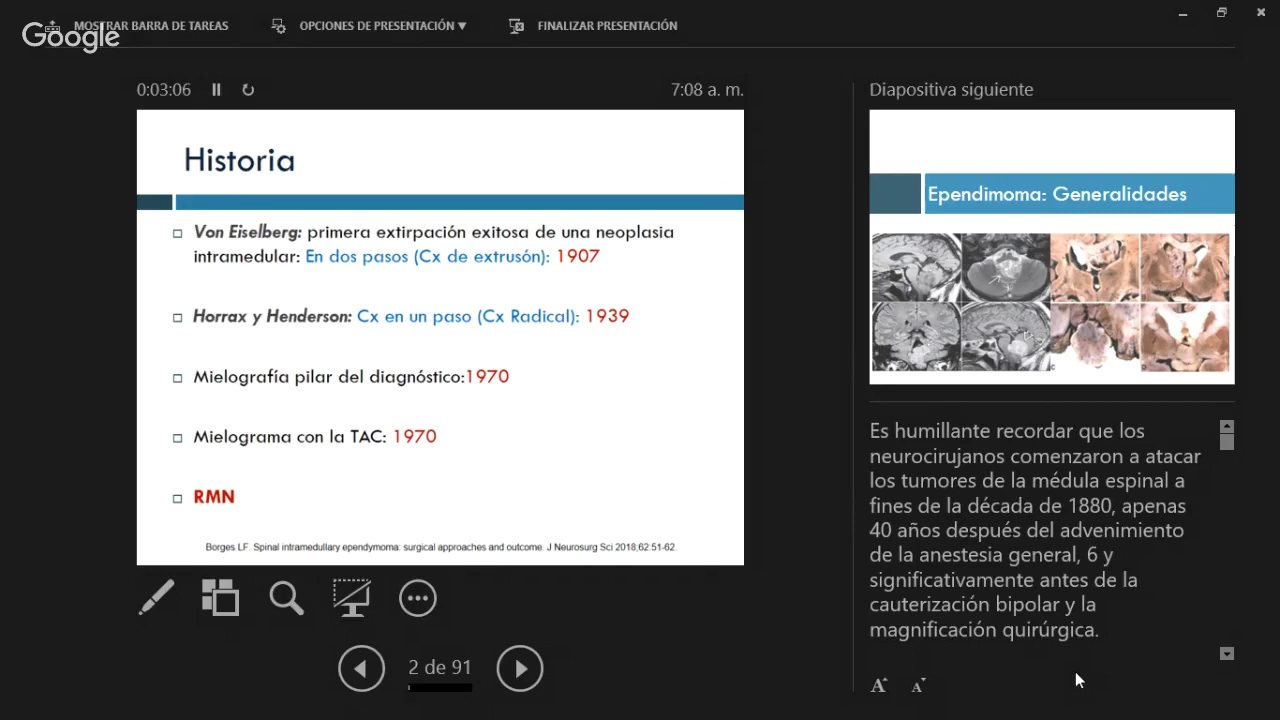 MOSTRAR BARRA DE TAREAS
OPCIONES DE PRESENTACIÓN ▼
FINALIZAR PRESENTACIÓN
Google
0:03:06
7:08 a. m.
Historia
Von Eiselberg: primera extirpación exitosa de una neoplasia
intramedular: En dos pasos (Cx de extrusón): 1907
Horrax y Henderson: Cx en un paso (Cx Radical): 1939
Mielografía pilar del diagnóstico:1970
Mielograma con la TAC: 1970
RMN
Borges LF. Spinal intramedullary ependymoma: surgical approaches and outcome. J Neurosurg Sci 2018;62:51-62.
2 de 91
Diapositiva siguiente
Ependimoma: Generalidades
Es humillante recordar que los
neurocirujanos comenzaron a atacar
los tumores de la médula espinal a
fines de la década de 1880, apenas
40 años después del advenimiento
de la anestesia general, 6 y
significativamente antes de la
cauterización bipolar y la
magnificación quirúrgica.
A A